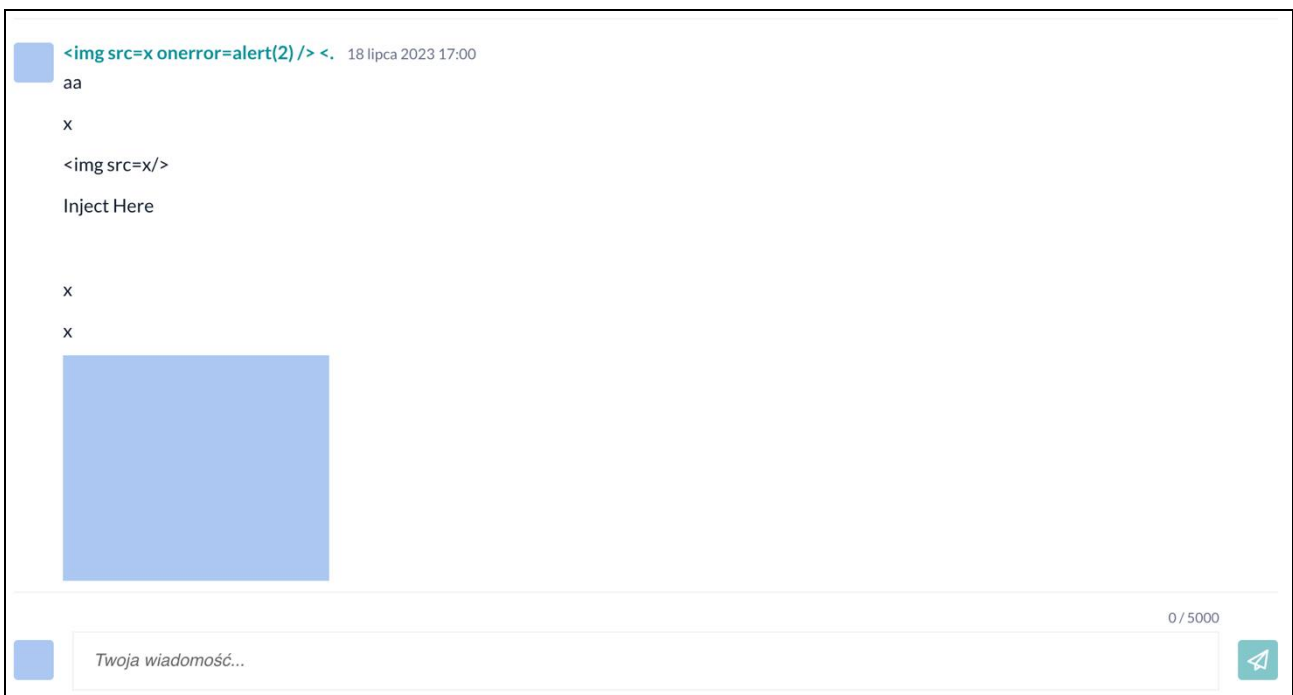 <img src=x onerror=alert(2) /> <. 18 lipca 2023 17:00
aa
x
<img src=x/>
Inject Here
x
x
0 / 5000
Twoja wiadomość...